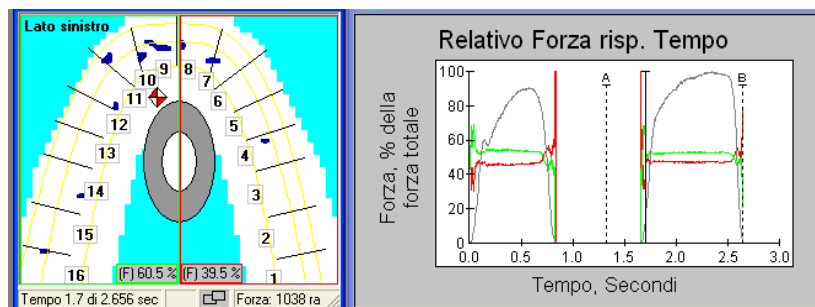 Lato sinistro
9 8
10 7
11 6
12 5
13 4
14 3
15 2
16 1
(F) 60.5 % (F) 39.5 %
Tempo 1.7 di 2.656 sec Forza: 1038 ra
Relativo Forza risp. Tempo
Forza, % della
forza totale
100
80
60
40
20
0
A B
0.0 0.5 1.0 1.5 2.0 2.5 3.0
Tempo, Secondi